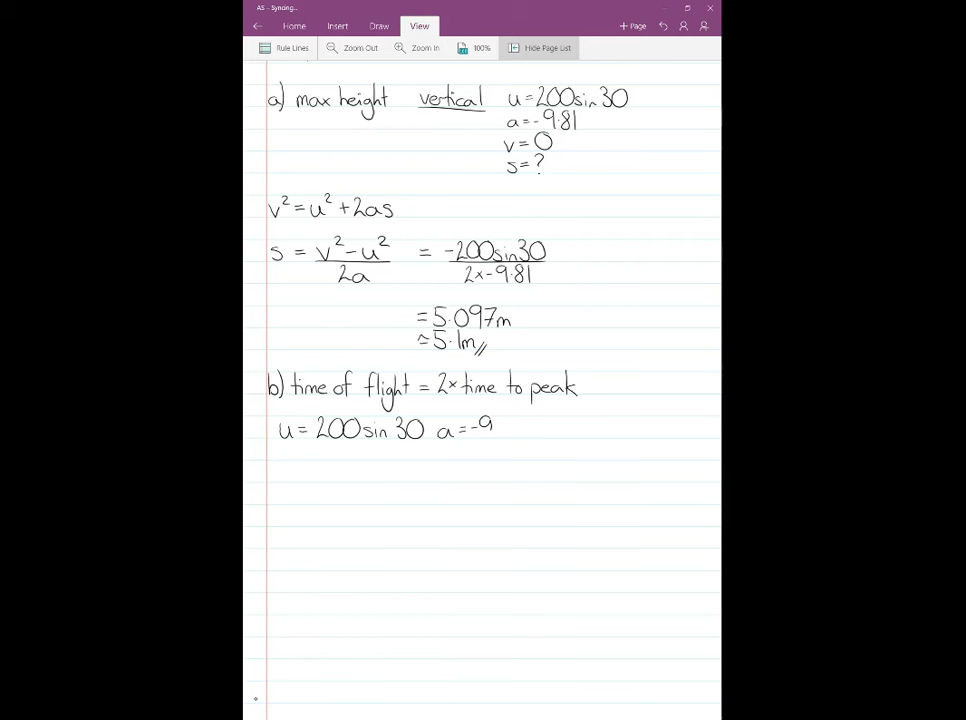 AS - Syncing...
Home Insert Draw View + Page
Rule Lines Zoom Out Zoom In 100% Hide Page List
a) max height vertical u = 200sin 30
a = - 9.81
v = 0
s = ?
v² = u² + 2as
s = v² - u² / 2a = -200sin30 / 2x-9.81
= 5.097m
≈ 5.1m //
b) time of flight = 2x time to peak
u = 200sin 30 a = -9